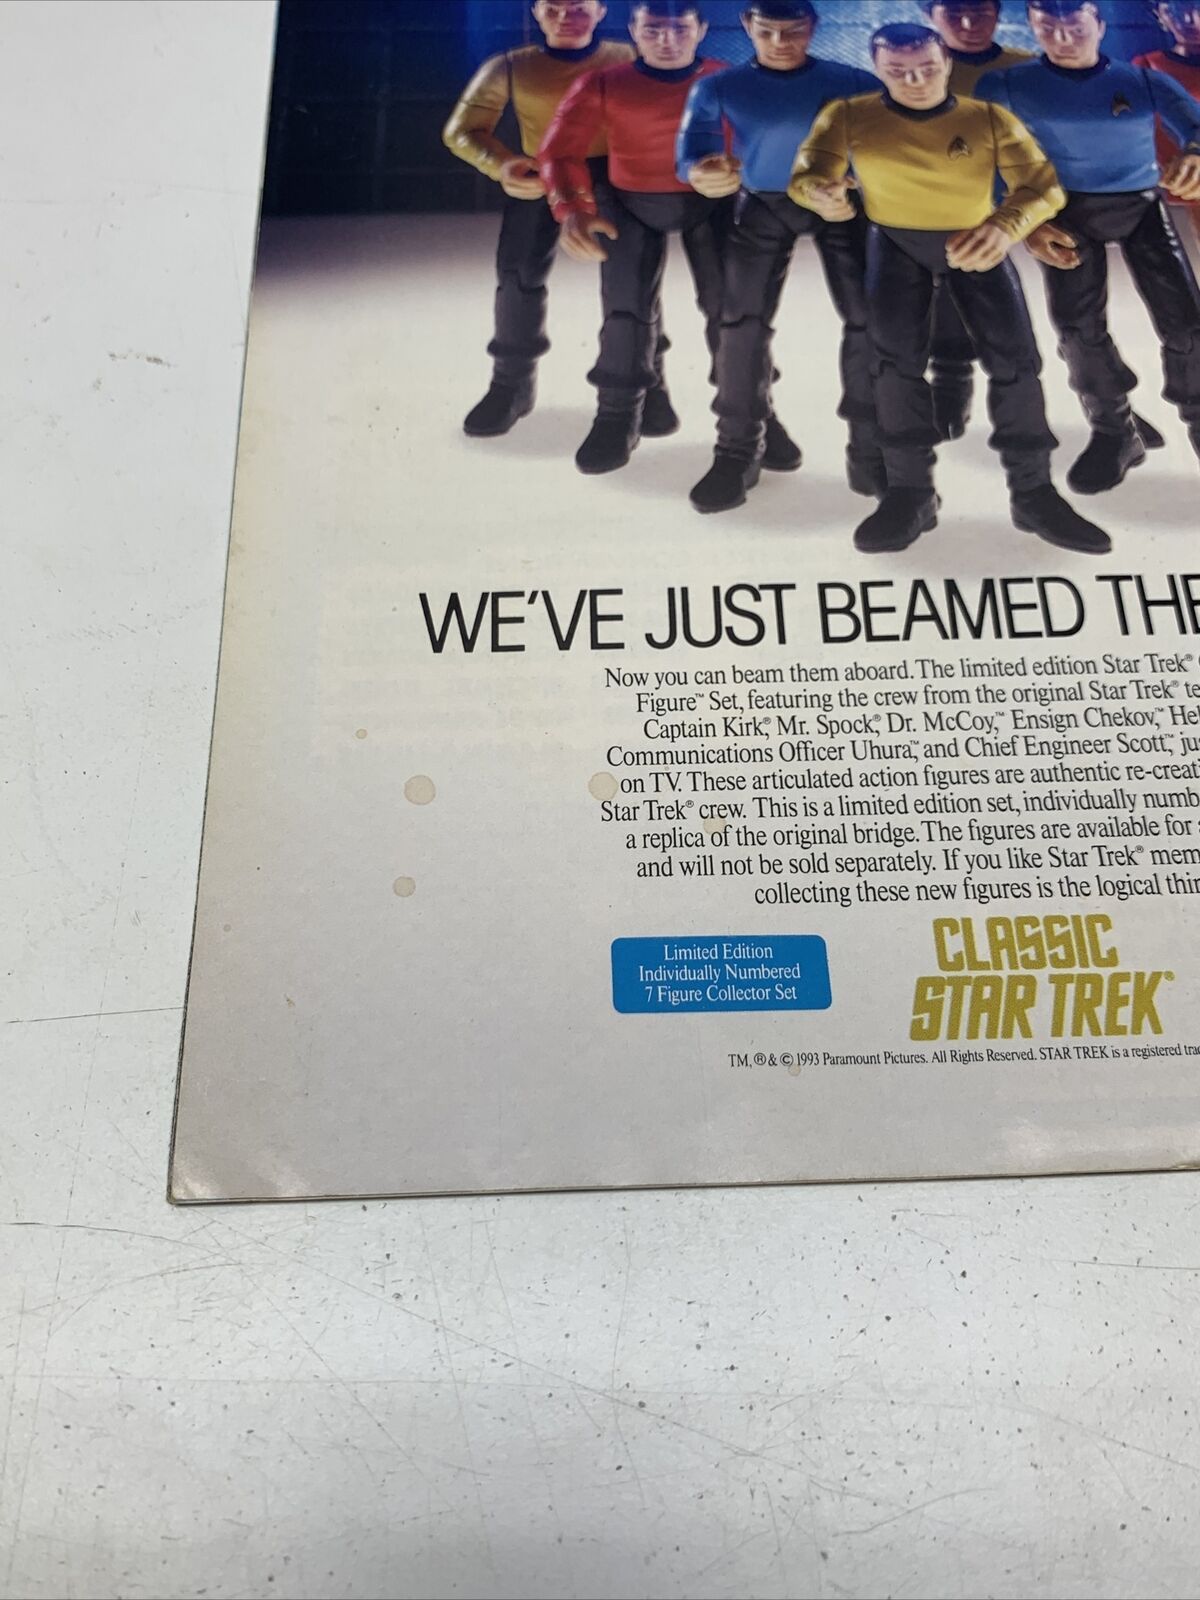 WE'VE JUST BEAMED THE
Now you can beam them aboard. The limited edition Star Trek®
Figure™ Set, featuring the crew from the original Star Trek® te
Captain Kirk®, Mr. Spock®, Dr. McCoy,™ Ensign Chekov,™ Hel
Communications Officer Uhura,™ and Chief Engineer Scott™, jus
on TV. These articulated action figures are authentic re-creati
Star Trek® crew. This is a limited edition set, individually numb
a replica of the original bridge. The figures are available for
and will not be sold separately. If you like Star Trek® mem
collecting these new figures is the logical thin
Limited Edition
Individually Numbered
7 Figure Collector Set
CLASSIC
STAR TREK®
TM, ® & © 1993 Paramount Pictures. All Rights Reserved. STAR TREK is a registered trad